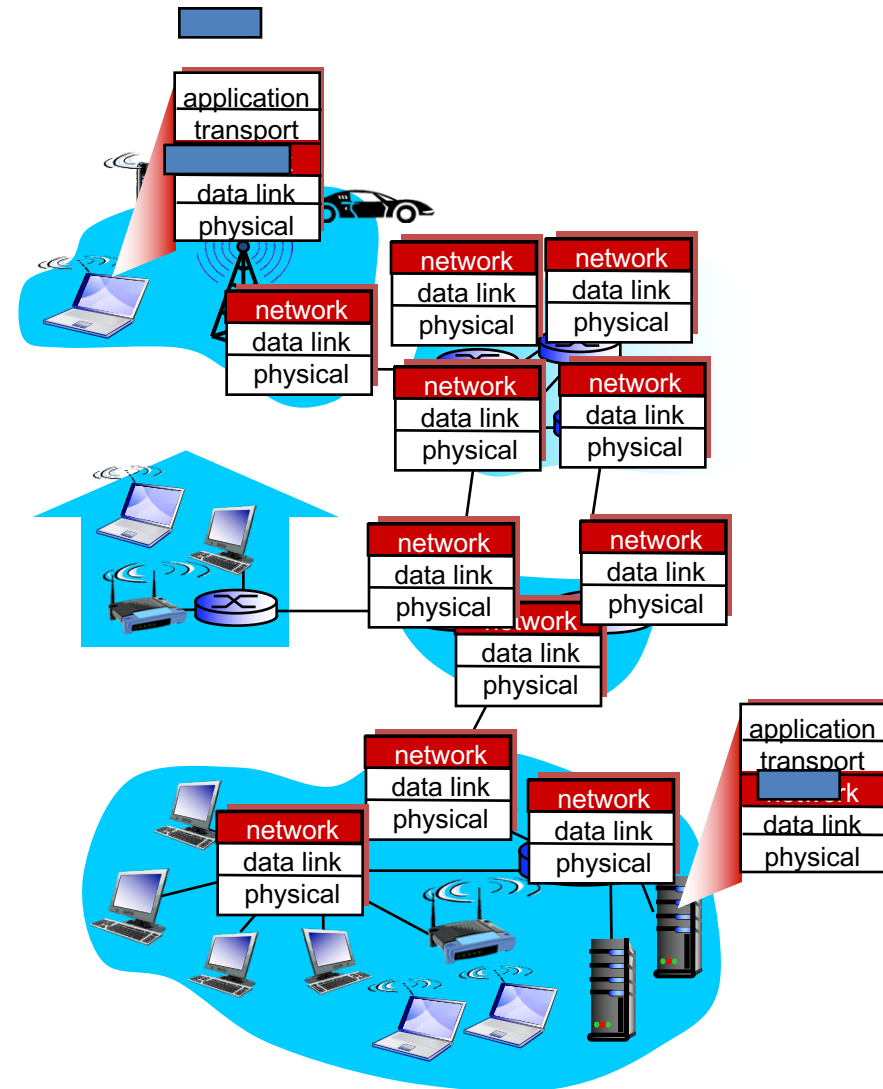 application
transport
data link
physical
network
data link
physical
network
data link
physical
network
data link
physical
network
data link
physical
network
data link
physical
network
data link
physical
network
data link
physical
network
data link
physical
network
data link
physical
application
transport
network
data link
physical
network
data link
physical
network
data link
physical